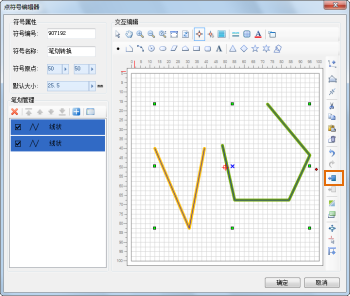 点符号编辑器
符号属性
符号编号: 907192
符号名称: 笔划转换
符号原点: 50 50
默认大小: 25.5
笔划管理
线状
线状
交互编辑
确定
取消